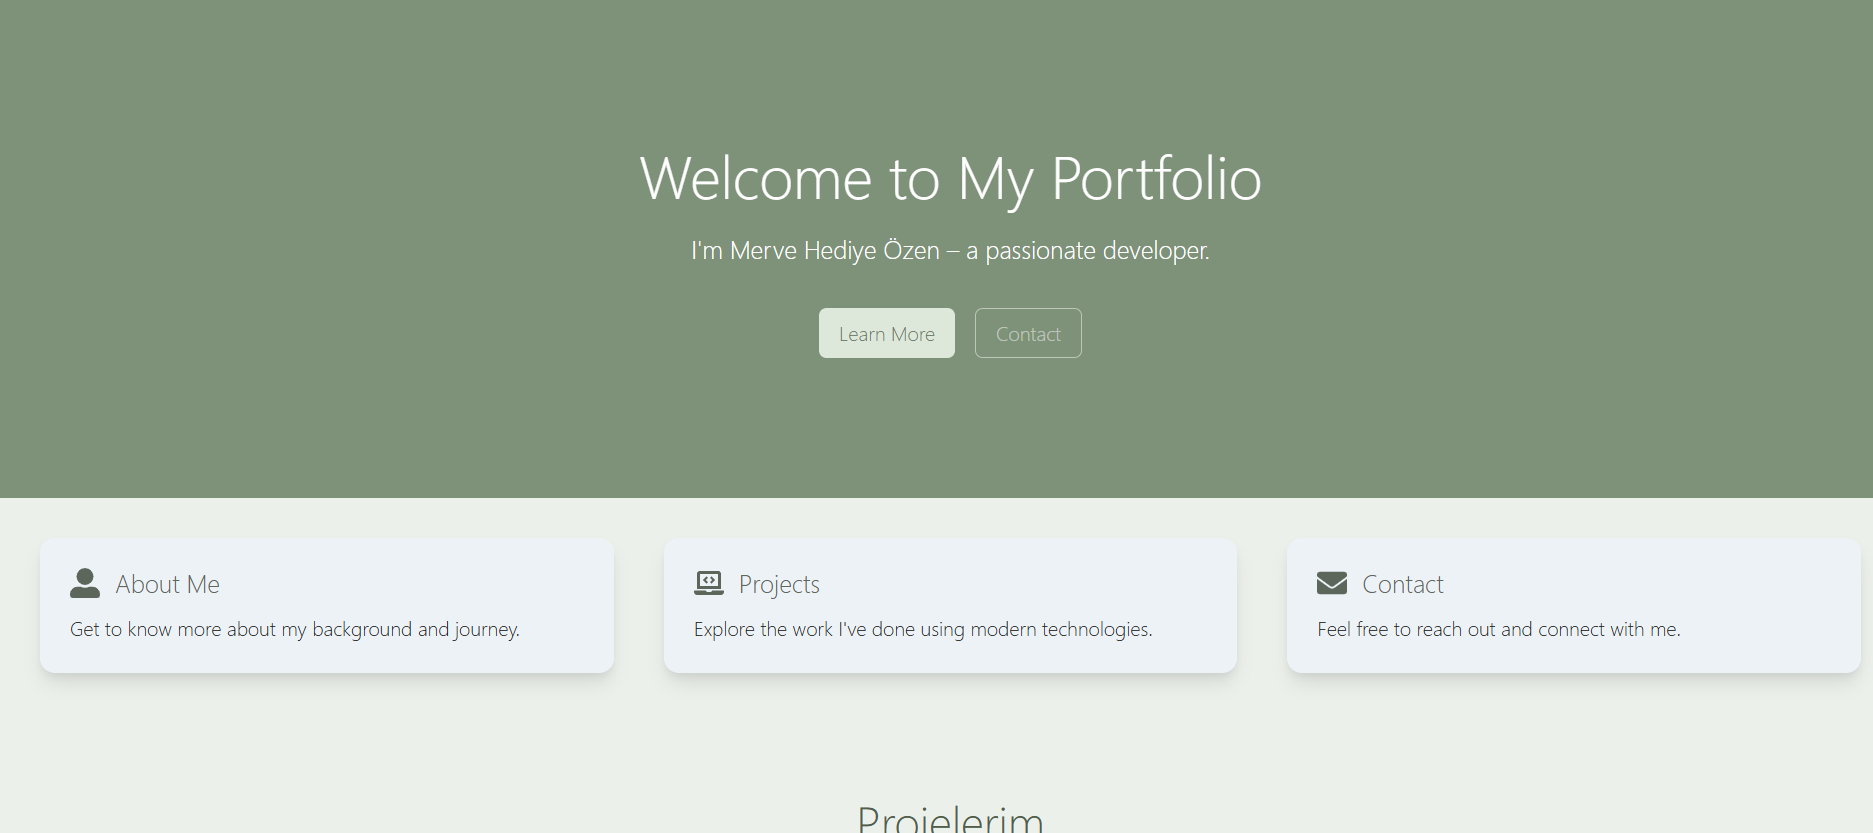 Welcome to My Portfolio
I'm Merve Hediye Özen – a passionate developer.
Learn More
Contact
About Me
Get to know more about my background and journey.
Projects
Explore the work I've done using modern technologies.
Contact
Feel free to reach out and connect with me.
Projelerim